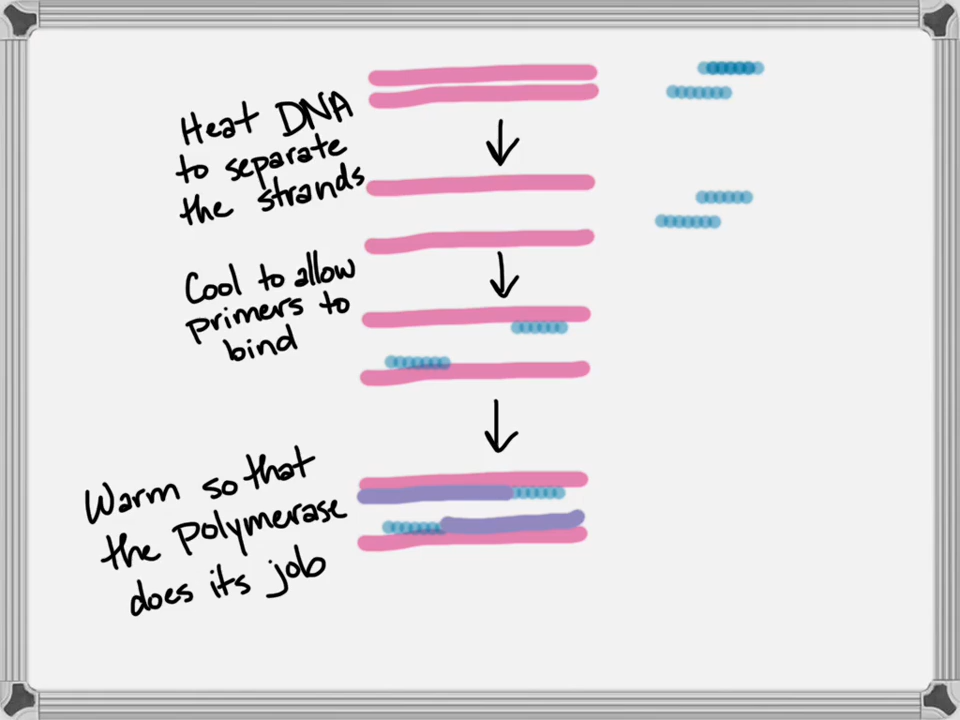 Heat DNA
to separate
the strands
Cool to allow
primers to
bind
Warm so that
the Polymerase
does its job